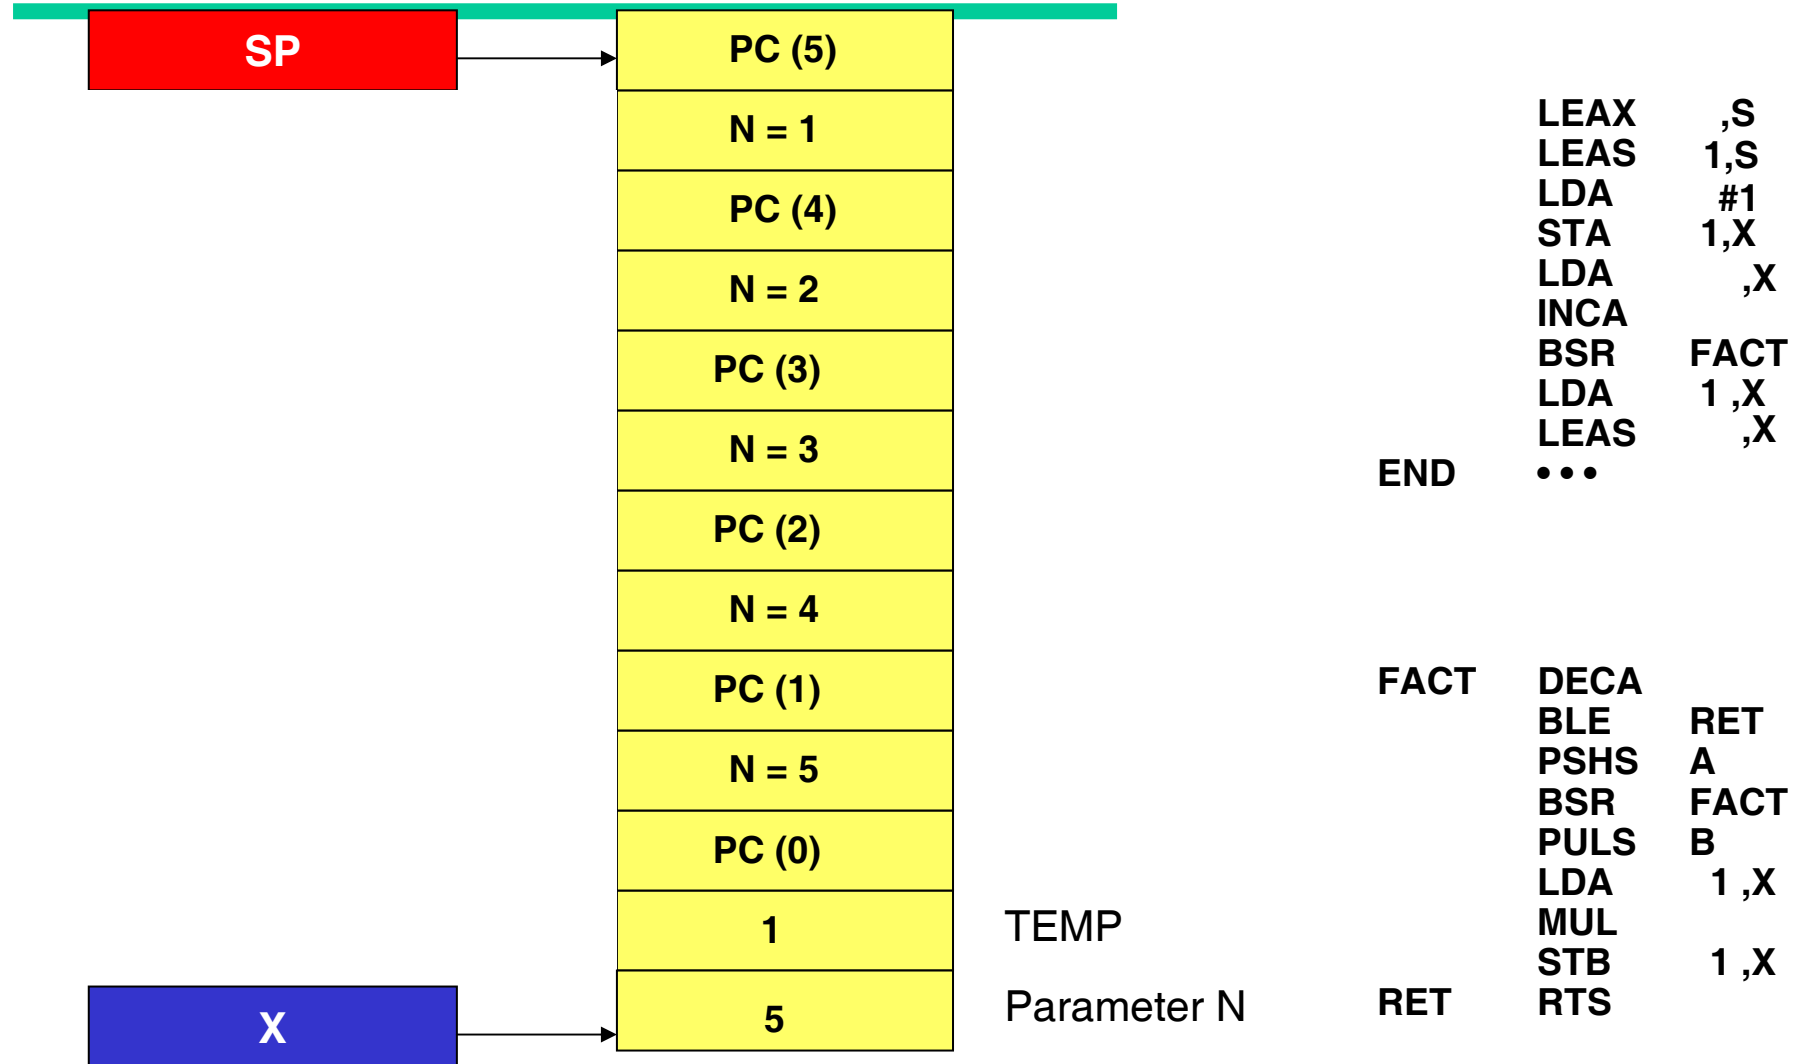 SP
PC (5)
N = 1
PC (4)
N = 2
PC (3)
N = 3
PC (2)
N = 4
PC (1)
N = 5
PC (0)
1 TEMP
X
5 Parameter N
LEAX ,S
LEAS 1,S
LDA #1
STA 1,X
LDA ,X
INCA
BSR FACT
LDA 1 ,X
LEAS ,X
END •••
FACT DECA
BLE RET
PSHS A
BSR FACT
PULS B
LDA 1 ,X
MUL
STB 1 ,X
RET RTS